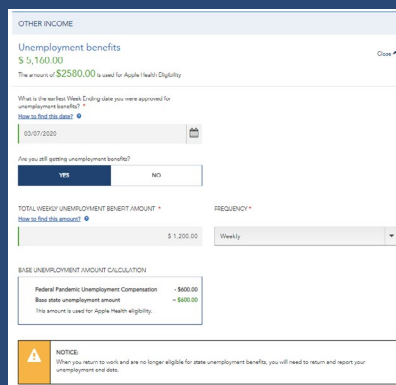 OTHER INCOME
Unemployment benefits
$ 5,160.00
Close
The amount of $2580.00 is used for Apple Health Eligibility
What is the earliest Week Ending date you were approved for
unemployment benefits? *
How to find this date?
03/07/2020
Are you still getting unemployment benefits?
YES NO
TOTAL WEEKLY UNEMPLOYMENT BENEFIT AMOUNT * FREQUENCY *
How to find this amount?
$ 1,200.00 Weekly
BASE UNEMPLOYMENT AMOUNT CALCULATION
Federal Pandemic Unemployment Compensation - $600.00
Base state unemployment amount = $600.00
This amount is used for Apple Health eligibility.
NOTICE:
When you return to work and are no longer eligible for state unemployment benefits, you will need to return and report your
unemployment end date.